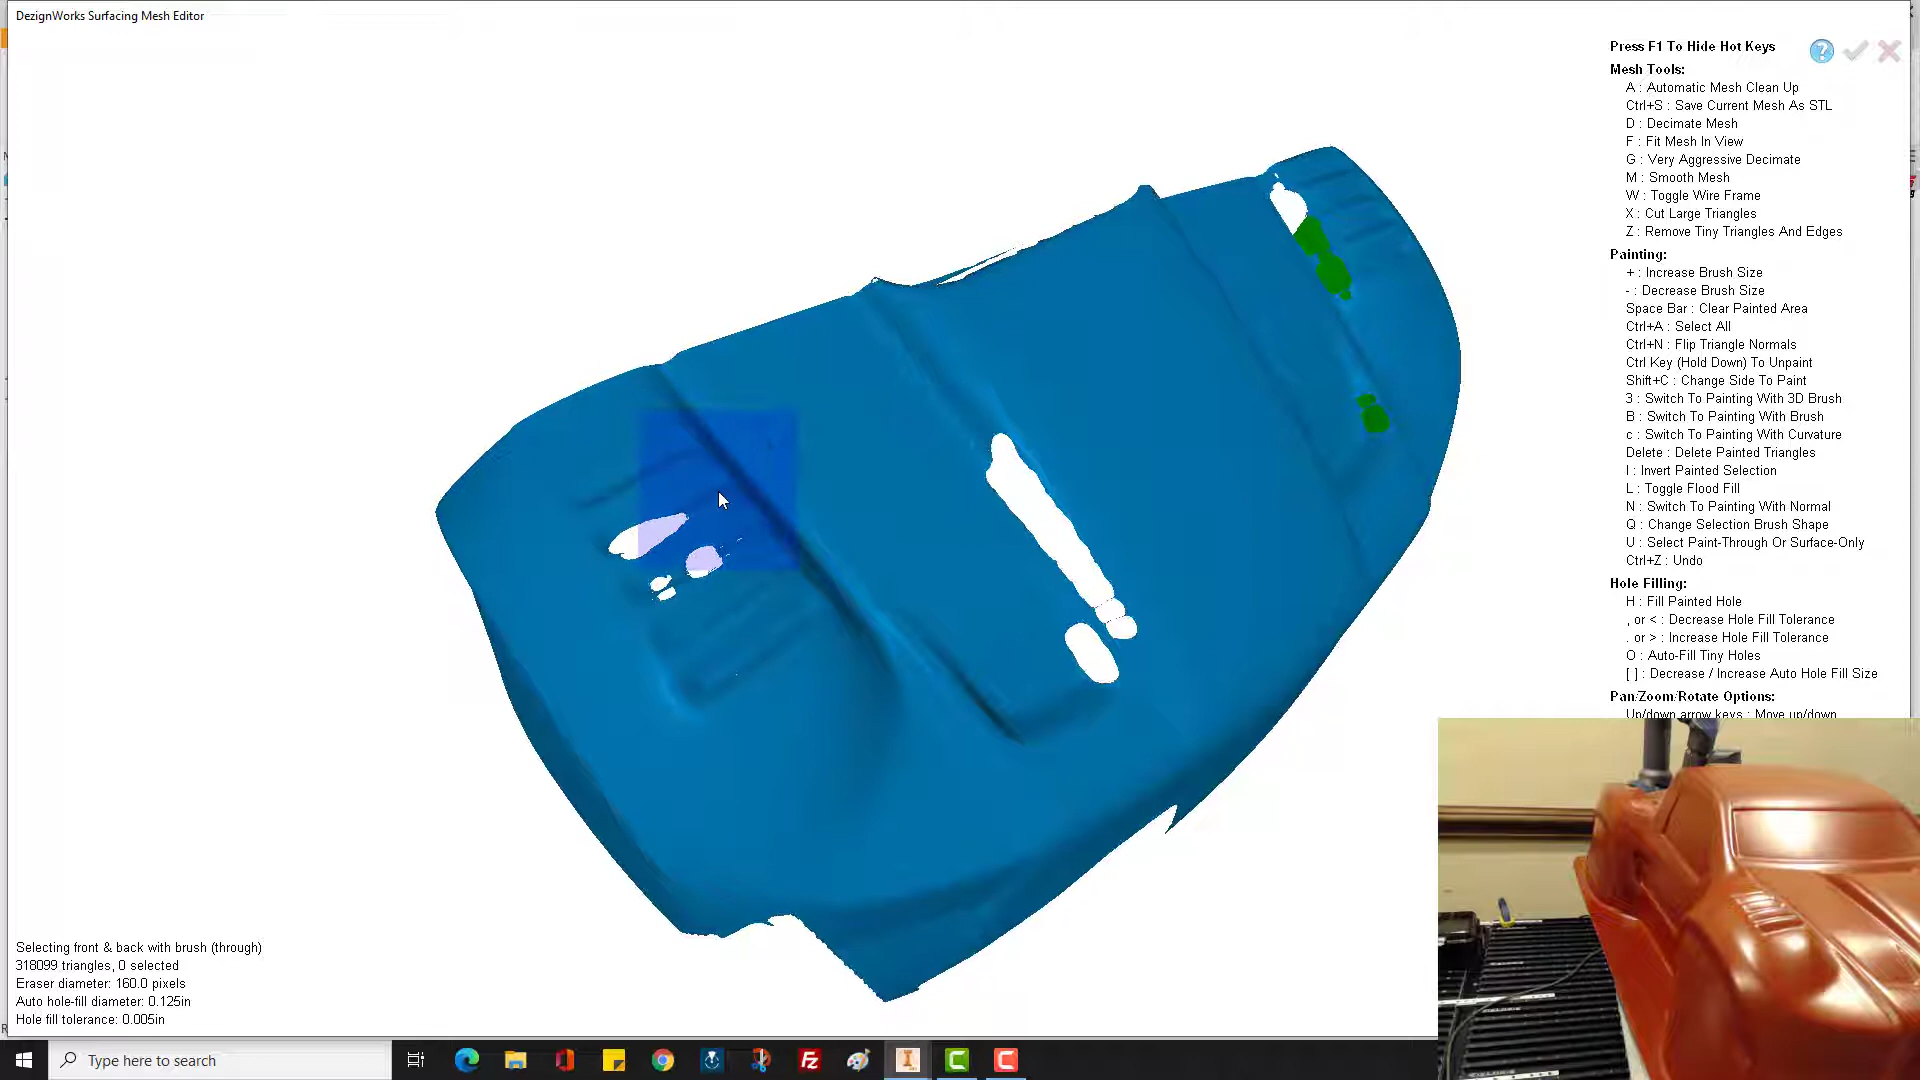 DezignWorks Surfacing Mesh Editor
Press F1 To Hide Hot Keys
Mesh Tools:
A : Automatic Mesh Clean Up
Ctrl+S : Save Current Mesh As STL
D : Decimate Mesh
F : Fit Mesh In View
G : Very Aggressive Decimate
M : Smooth Mesh
W : Toggle Wire Frame
X : Cut Large Triangles
Z : Remove Tiny Triangles And Edges
Painting:
+ : Increase Brush Size
- : Decrease Brush Size
Space Bar : Clear Painted Area
Ctrl+A : Select All
Ctrl+N : Flip Triangle Normals
Ctrl Key (Hold Down) To Unpaint
Shift+C : Change Side To Paint
3 : Switch To Painting With 3D Brush
B : Switch To Painting With Brush
c : Switch To Painting With Curvature
Delete : Delete Painted Triangles
I : Invert Painted Selection
L : Toggle Flood Fill
N : Switch To Painting With Normal
Q : Change Selection Brush Shape
U : Select Paint-Through Or Surface-Only
Ctrl+Z : Undo
Hole Filling:
H : Fill Painted Hole
, or < : Decrease Hole Fill Tolerance
. or > : Increase Hole Fill Tolerance
O : Auto-Fill Tiny Holes
[ ] : Decrease / Increase Auto Hole Fill Size
Pan/Zoom/Rotate Options:
Up/down arrow keys : Move up/down
Selecting front & back with brush (through)
318099 triangles, 0 selected
Eraser diameter: 160.0 pixels
Auto hole-fill diameter: 0.125in
Hole fill tolerance: 0.005in
Type here to search